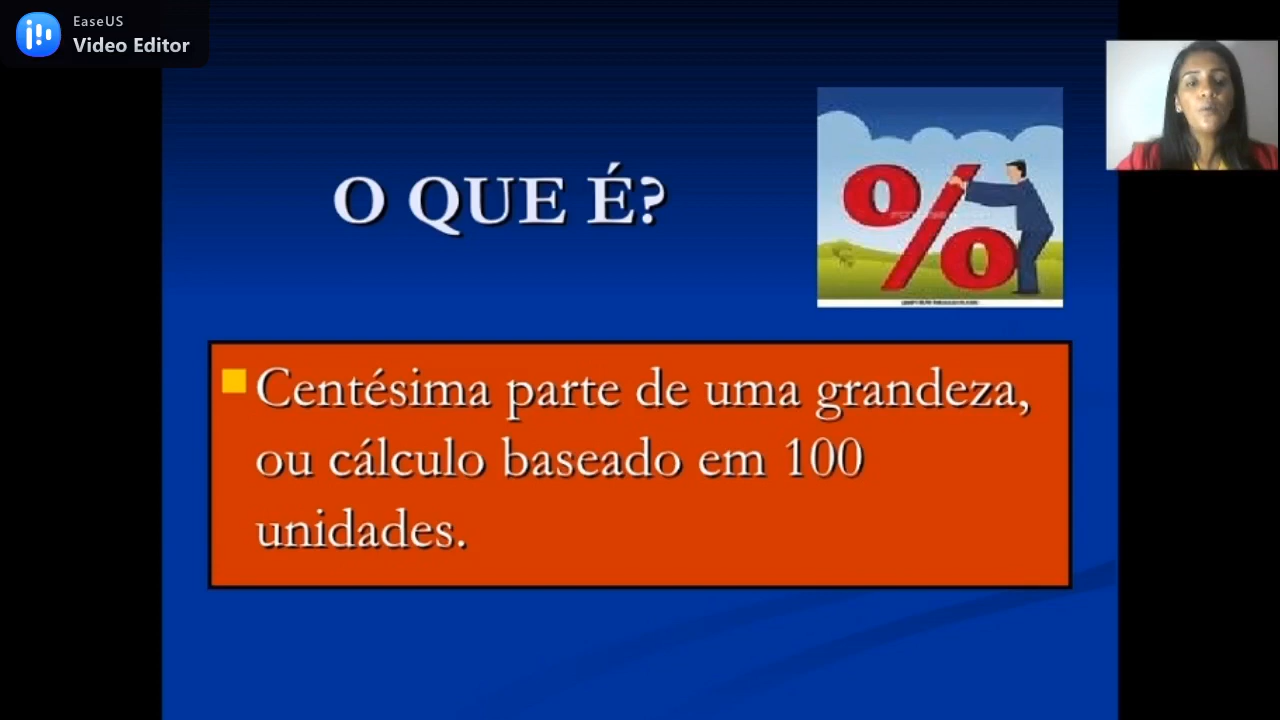 EaseUS
Video Editor
O QUE É?
Centésima parte de uma grandeza,
ou cálculo baseado em 100
unidades.